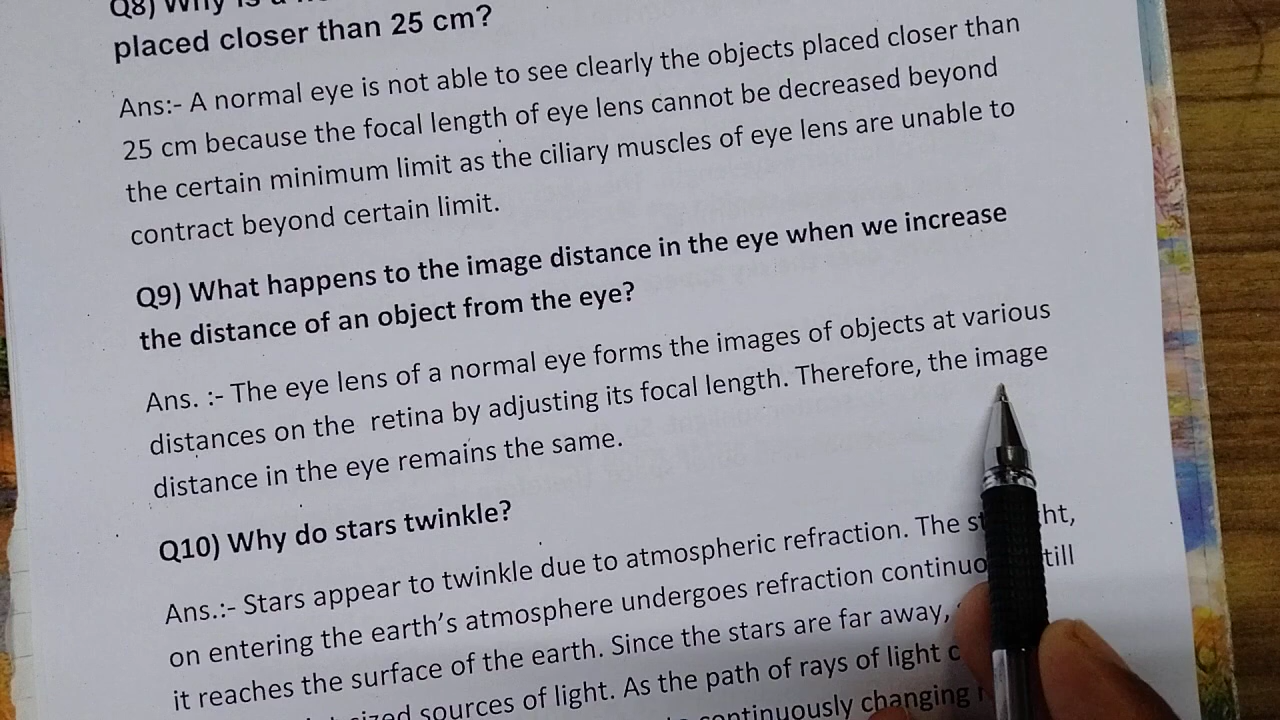 Q8) Why is a
placed closer than 25 cm?
Ans:- A normal eye is not able to see clearly the objects placed closer than
25 cm because the focal length of eye lens cannot be decreased beyond
the certain minimum limit as the ciliary muscles of eye lens are unable to
contract beyond certain limit.
Q9) What happens to the image distance in the eye when we increase
the distance of an object from the eye?
Ans. :- The eye lens of a normal eye forms the images of objects at various
distances on the retina by adjusting its focal length. Therefore, the image
distance in the eye remains the same.
Q10) Why do stars twinkle?
Ans.:- Stars appear to twinkle due to atmospheric refraction. The
on entering the earth's atmosphere undergoes refraction till
it reaches the surface of the earth. Since the stars are far away,
sources of light. As the path of rays of light
continuously changing